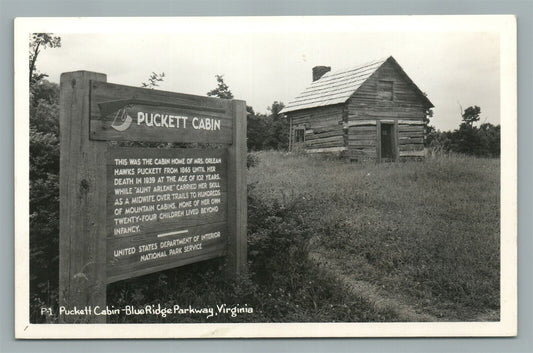 PUCKETT CABIN
THIS WAS THE CABIN HOME OF MRS. ORLEAN
HAWKS PUCKETT FROM 1865 UNTIL HER
DEATH IN 1939 AT THE AGE OF 102 YEARS.
WHILE "AUNT ARLENE" CARRIED HER SKILL
AS A MIDWIFE OVER TRAILS TO HUNDREDS
OF MOUNTAIN CABINS, NONE OF HER OWN
TWENTY-FOUR CHILDREN LIVED BEYOND
INFANCY.
UNITED STATES DEPARTMENT OF INTERIOR
NATIONAL PARK SERVICE
P-1 Puckett Cabin - Blue Ridge Parkway, Virginia